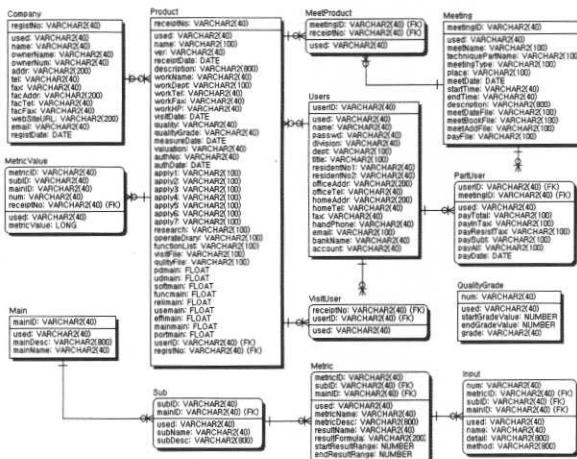 Company
registNo: VARCHAR2(40)
used: VARCHAR2(40)
name: VARCHAR2(40)
ownerName: VARCHAR2(40)
ownerNum: VARCHAR2(40)
addr: VARCHAR2(200)
tel: VARCHAR2(40)
fax: VARCHAR2(40)
facAddr: VARCHAR2(200)
facTel: VARCHAR2(40)
facFax: VARCHAR2(40)
webSiteURL: VARCHAR2(200)
email: VARCHAR2(40)
registDate: DATE
MetricValue
metricID: VARCHAR2(40)
subID: VARCHAR2(40)
mainID: VARCHAR2(40)
num: VARCHAR2(40)
receiptNo: VARCHAR2(40) (FK)
used: VARCHAR2(40)
metricValue: LONG
Main
mainID: VARCHAR2(40)
mainDesc: VARCHAR2(800)
mainName: VARCHAR2(40)
Product
receiptNo: VARCHAR2(40)
used: VARCHAR2(40)
name: VARCHAR2(100)
ver: VARCHAR2(40)
receiptDate: DATE
description: VARCHAR2(800)
workName: VARCHAR2(40)
workDept: VARCHAR2(100)
workTel: VARCHAR2(40)
workFax: VARCHAR2(40)
workHP: VARCHAR2(40)
visitDate: DATE
quality: VARCHAR2(40)
qualityGrade: VARCHAR2(40)
measureDate: DATE
valuation: VARCHAR2(40)
authNo: VARCHAR2(40)
authDate: DATE
apply1: VARCHAR2(100)
apply2: VARCHAR2(100)
apply3: VARCHAR2(100)
apply4: VARCHAR2(100)
apply5: VARCHAR2(100)
apply6: VARCHAR2(100)
apply7: VARCHAR2(100)
research: VARCHAR2(100)
operateDiary: VARCHAR2(100)
functionList: VARCHAR2(100)
visitFile: VARCHAR2(100)
qulityFile: VARCHAR2(100)
pdmain: FLOAT
udmain: FLOAT
softmain: FLOAT
funcmain: FLOAT
relimain: FLOAT
usemain: FLOAT
effimain: FLOAT
mainmain: FLOAT
portmain: FLOAT
userID: VARCHAR2(40) (FK)
registNo: VARCHAR2(40) (FK)
Sub
subID: VARCHAR2(40)
mainID: VARCHAR2(40) (FK)
used: VARCHAR2(40)
subName: VARCHAR2(40)
subDesc: VARCHAR2(800)
MeetProduct
meetingID: VARCHAR2(40) (FK)
receiptNo: VARCHAR2(40) (FK)
used: VARCHAR2(40)
Users
userID: VARCHAR2(40)
used: VARCHAR2(40)
name: VARCHAR2(40)
passwd: VARCHAR2(40)
division: VARCHAR2(40)
dept: VARCHAR2(100)
title: VARCHAR2(100)
residentNo1: VARCHAR2(40)
residentNo2: VARCHAR2(40)
officeAddr: VARCHAR2(200)
officeTel: VARCHAR2(40)
homeAddr: VARCHAR2(200)
homeTel: VARCHAR2(40)
fax: VARCHAR2(40)
handPhone: VARCHAR2(40)
email: VARCHAR2(100)
bankName: VARCHAR2(40)
account: VARCHAR2(40)
VisitUser
receiptNo: VARCHAR2(40) (FK)
userID: VARCHAR2(40) (FK)
used: VARCHAR2(40)
Metric
metricID: VARCHAR2(40)
subID: VARCHAR2(40) (FK)
mainID: VARCHAR2(40) (FK)
used: VARCHAR2(40)
metricName: VARCHAR2(40)
metricDesc: VARCHAR2(800)
resultName: VARCHAR2(40)
resultFormula: VARCHAR2(200)
startResultRange: NUMBER
endResultRange: NUMBER
Meeting
meetingID: VARCHAR2(40)
used: VARCHAR2(40)
meetName: VARCHAR2(100)
techniquePartName: VARCHAR2(100)
meetingType: VARCHAR2(100)
place: VARCHAR2(100)
meetDate: DATE
startTime: VARCHAR2(40)
endTime: VARCHAR2(40)
description: VARCHAR2(800)
meetDateFile: VARCHAR2(100)
meetBookFile: VARCHAR2(100)
meetAddFile: VARCHAR2(100)
payFile: VARCHAR2(100)
PartUser
userID: VARCHAR2(40) (FK)
meetingID: VARCHAR2(40) (FK)
used: VARCHAR2(40)
payTotal: VARCHAR2(100)
payInTax: VARCHAR2(100)
payResistTax: VARCHAR2(100)
paySubt: VARCHAR2(100)
payAll: VARCHAR2(100)
payDate: DATE
QualityGrade
num: VARCHAR2(40)
used: VARCHAR2(40)
startGradeValue: NUMBER
endGradeValue: NUMBER
grade: VARCHAR2(40)
Input
num: VARCHAR2(40)
metricID: VARCHAR2(40) (FK)
subID: VARCHAR2(40) (FK)
mainID: VARCHAR2(40) (FK)
used: VARCHAR2(40)
name: VARCHAR2(40)
detail: VARCHAR2(800)
method: VARCHAR2(800)